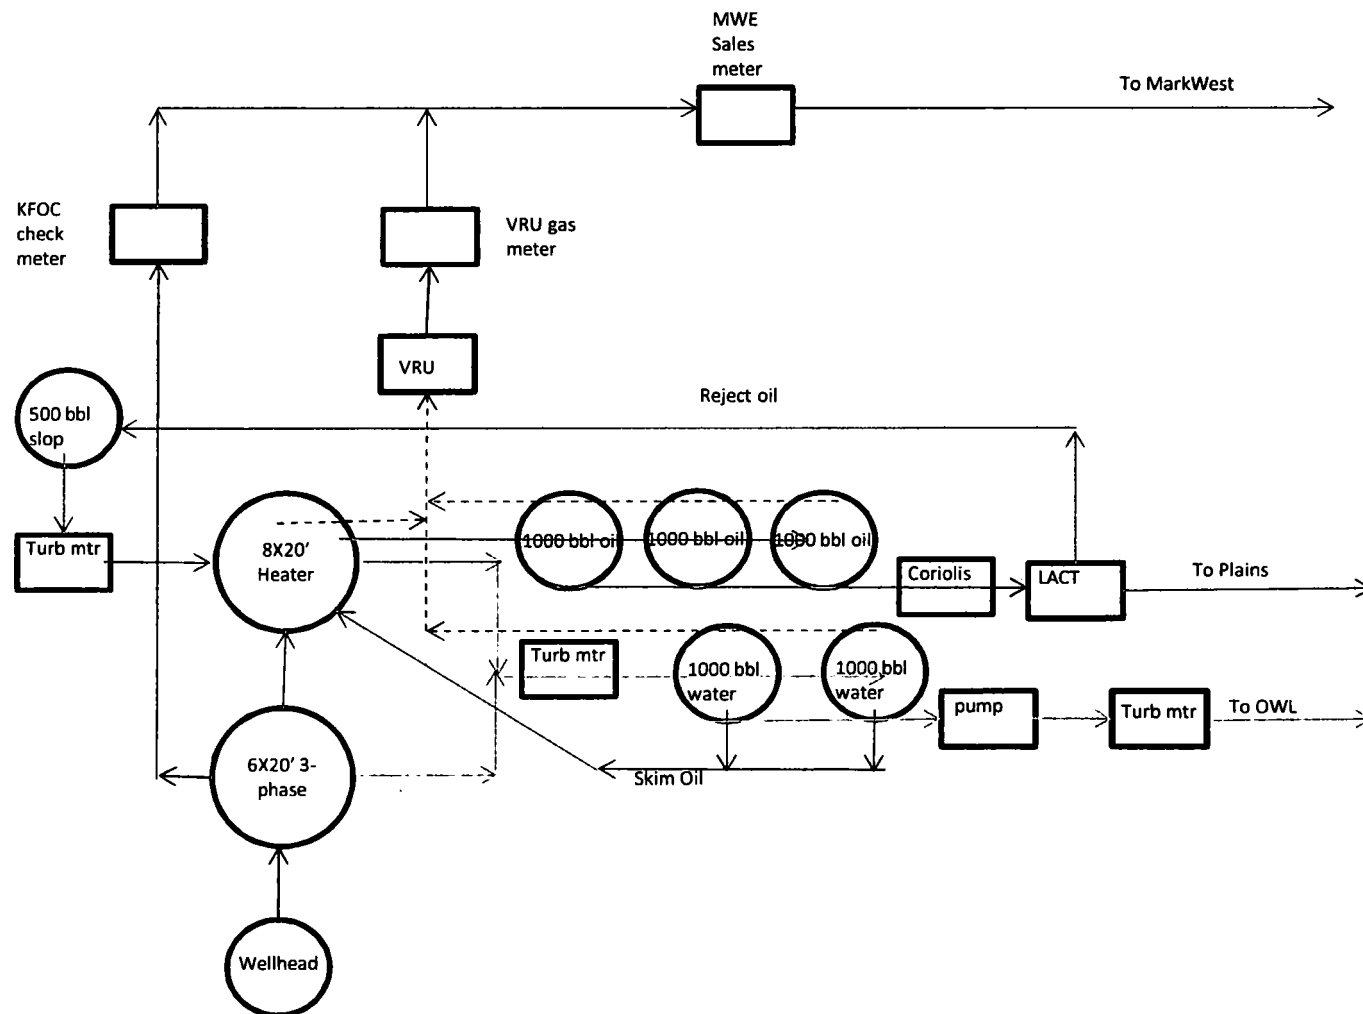 MWE
Sales
meter
To MarkWest
KFOC
check
meter
VRU gas
meter
VRU
Reject oil
500 bbl
slop
Turb mtr
8X20'
Heater
1000 bbl oil
1000 bbl oil
1000 bbl oil
Coriolis
LACT
To Plains
Turb mtr
1000 bbl
water
1000 bbl
water
pump
Turb mtr
To OWL
6X20' 3-
phase
Skim Oil
Wellhead